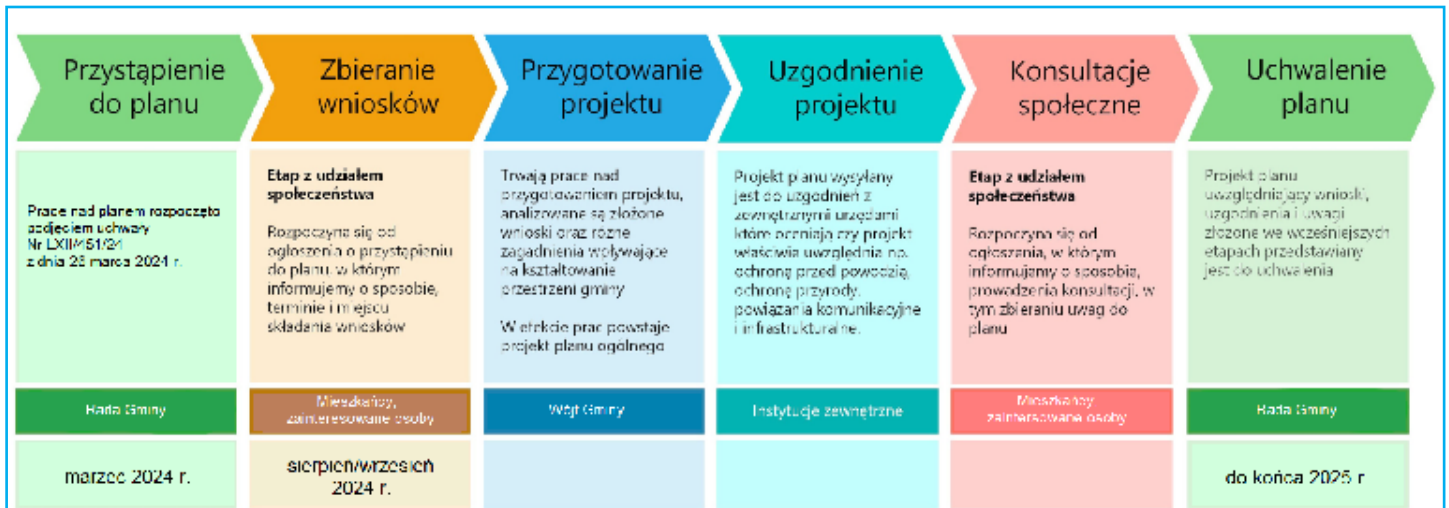 Przystąpienie
do planu
Zbieranie
wniosków
Przygotowanie
projektu
Uzgodnienie
projektu
Konsultacje
społeczne
Uchwalenie
planu
Prace nad planem rozpoczęto
podjęciem uchwały
Nr LXII/451/24
z dnia 26 marca 2024 r.
Etap z udziałem
społeczeństwa
Rozpoczyna się od
ogłoszenia o przystąpieniu
do planu, w którym
informujemy o sposobie,
terminie i miejscu
składania wniosków
Trwają prace nad
przygotowaniem projektu,
analizowane są złożone
wnioski oraz różne
zagadnienia wpływające
na kształtowanie
przestrzeni gminy
W efekcie prac powstaje
projekt planu ogólnego
Projekt planu wysyłany
jest do uzgodnień z
zewnętrznymi urzędami
które oceniają czy projekt
właściwie uwzględnia np.
ochronę przed powodzią,
ochronę przyrody,
powiązania komunikacyjne
i infrastrukturalne.
Etap z udziałem
społeczeństwa
Rozpoczyna się od
ogłoszenia, w którym
informujemy o sposobie,
prowadzenia konsultacji, w
tym zbieraniu uwag do
planu
Projekt planu
uwzględniający wnioski,
uzgodnienia i uwagi
złożone we wcześniejszych
etapach przedstawiany
jest do uchwalenia
Rada Gminy
Mieszkańcy,
zainteresowane osoby
Wójt Gminy
Instytucje zewnętrzne
Mieszkańcy
zaintersowane osoby
Rada Gminy
marzec 2024 r.
sierpień/wrzesień
2024 r.
do końca 2025 r